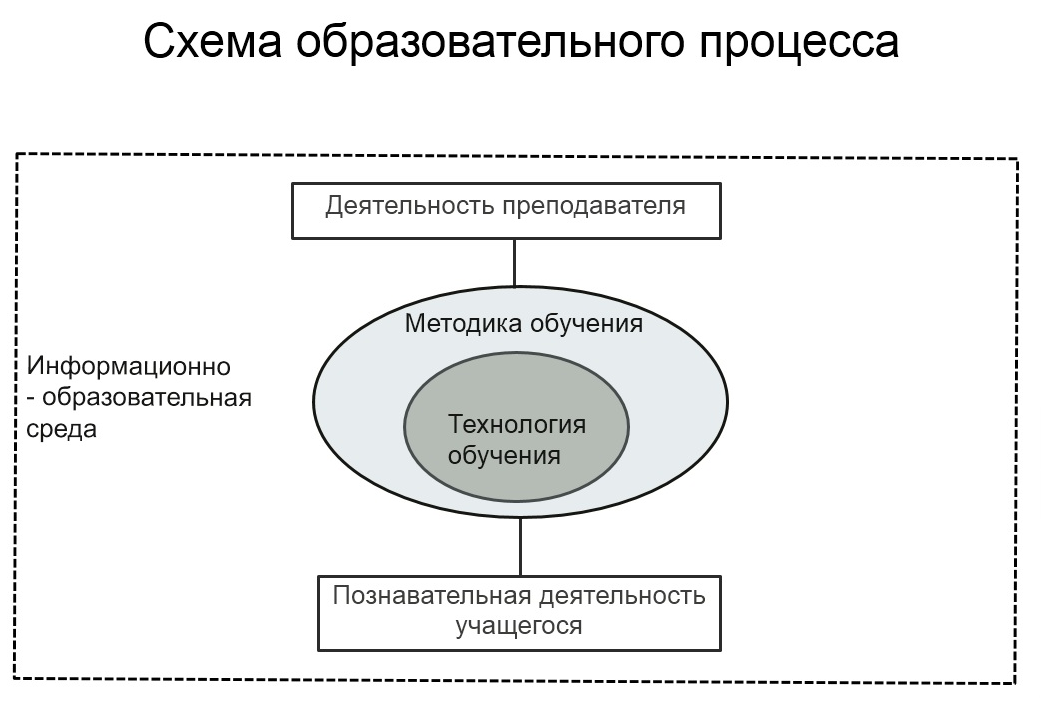 Схема образовательного процесса
Деятельность преподавателя
Методика обучения
Информационно
- образовательная
среда
Технология
обучения
Познавательная деятельность
учащегося